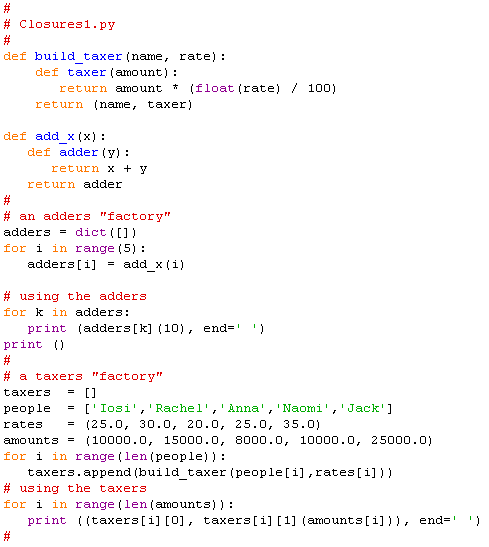 #
# Closures1.py
#
def build_taxer(name, rate):
    def taxer(amount):
       return amount * (float(rate) / 100)
    return (name, taxer)

def add_x(x):
   def adder(y):
      return x + y
   return adder
#
# an adders "factory"
adders = dict([])
for i in range(5):
   adders[i] = add_x(i)

# using the adders
for k in adders:
   print (adders[k](10), end=' ')
print ()
#
# a taxers "factory"
taxers  = []
people  = ['Iosi','Rachel','Anna','Naomi','Jack']
rates   = (25.0, 30.0, 20.0, 25.0, 35.0)
amounts = (10000.0, 15000.0, 8000.0, 10000.0, 25000.0)
for i in range(len(people)):
   taxers.append(build_taxer(people[i],rates[i]))
# using the taxers
for i in range(len(amounts)):
   print ((taxers[i][0], taxers[i][1](amounts[i])), end=' ')
#